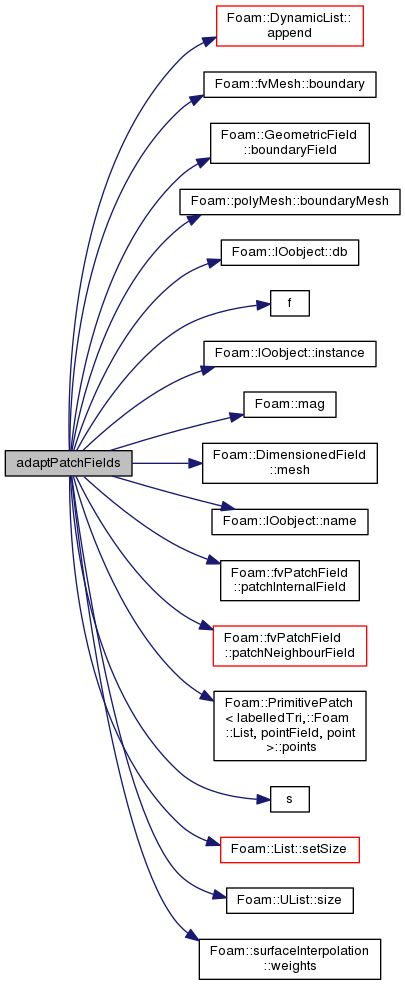 Foam::DynamicList::
append
Foam::fvMesh::boundary
Foam::GeometricField
::boundaryField
Foam::polyMesh::boundaryMesh
Foam::IOobject::db
f
Foam::IOobject::instance
Foam::mag
adaptPatchFields
Foam::DimensionedField
::mesh
Foam::IOobject::name
Foam::fvPatchField
::patchInternalField
Foam::fvPatchField
::patchNeighbourField
Foam::PrimitivePatch
< labelledTri,::Foam
::List, pointField, point
>::points
s
Foam::List::setSize
Foam::UList::size
Foam::surfaceInterpolation
::weights